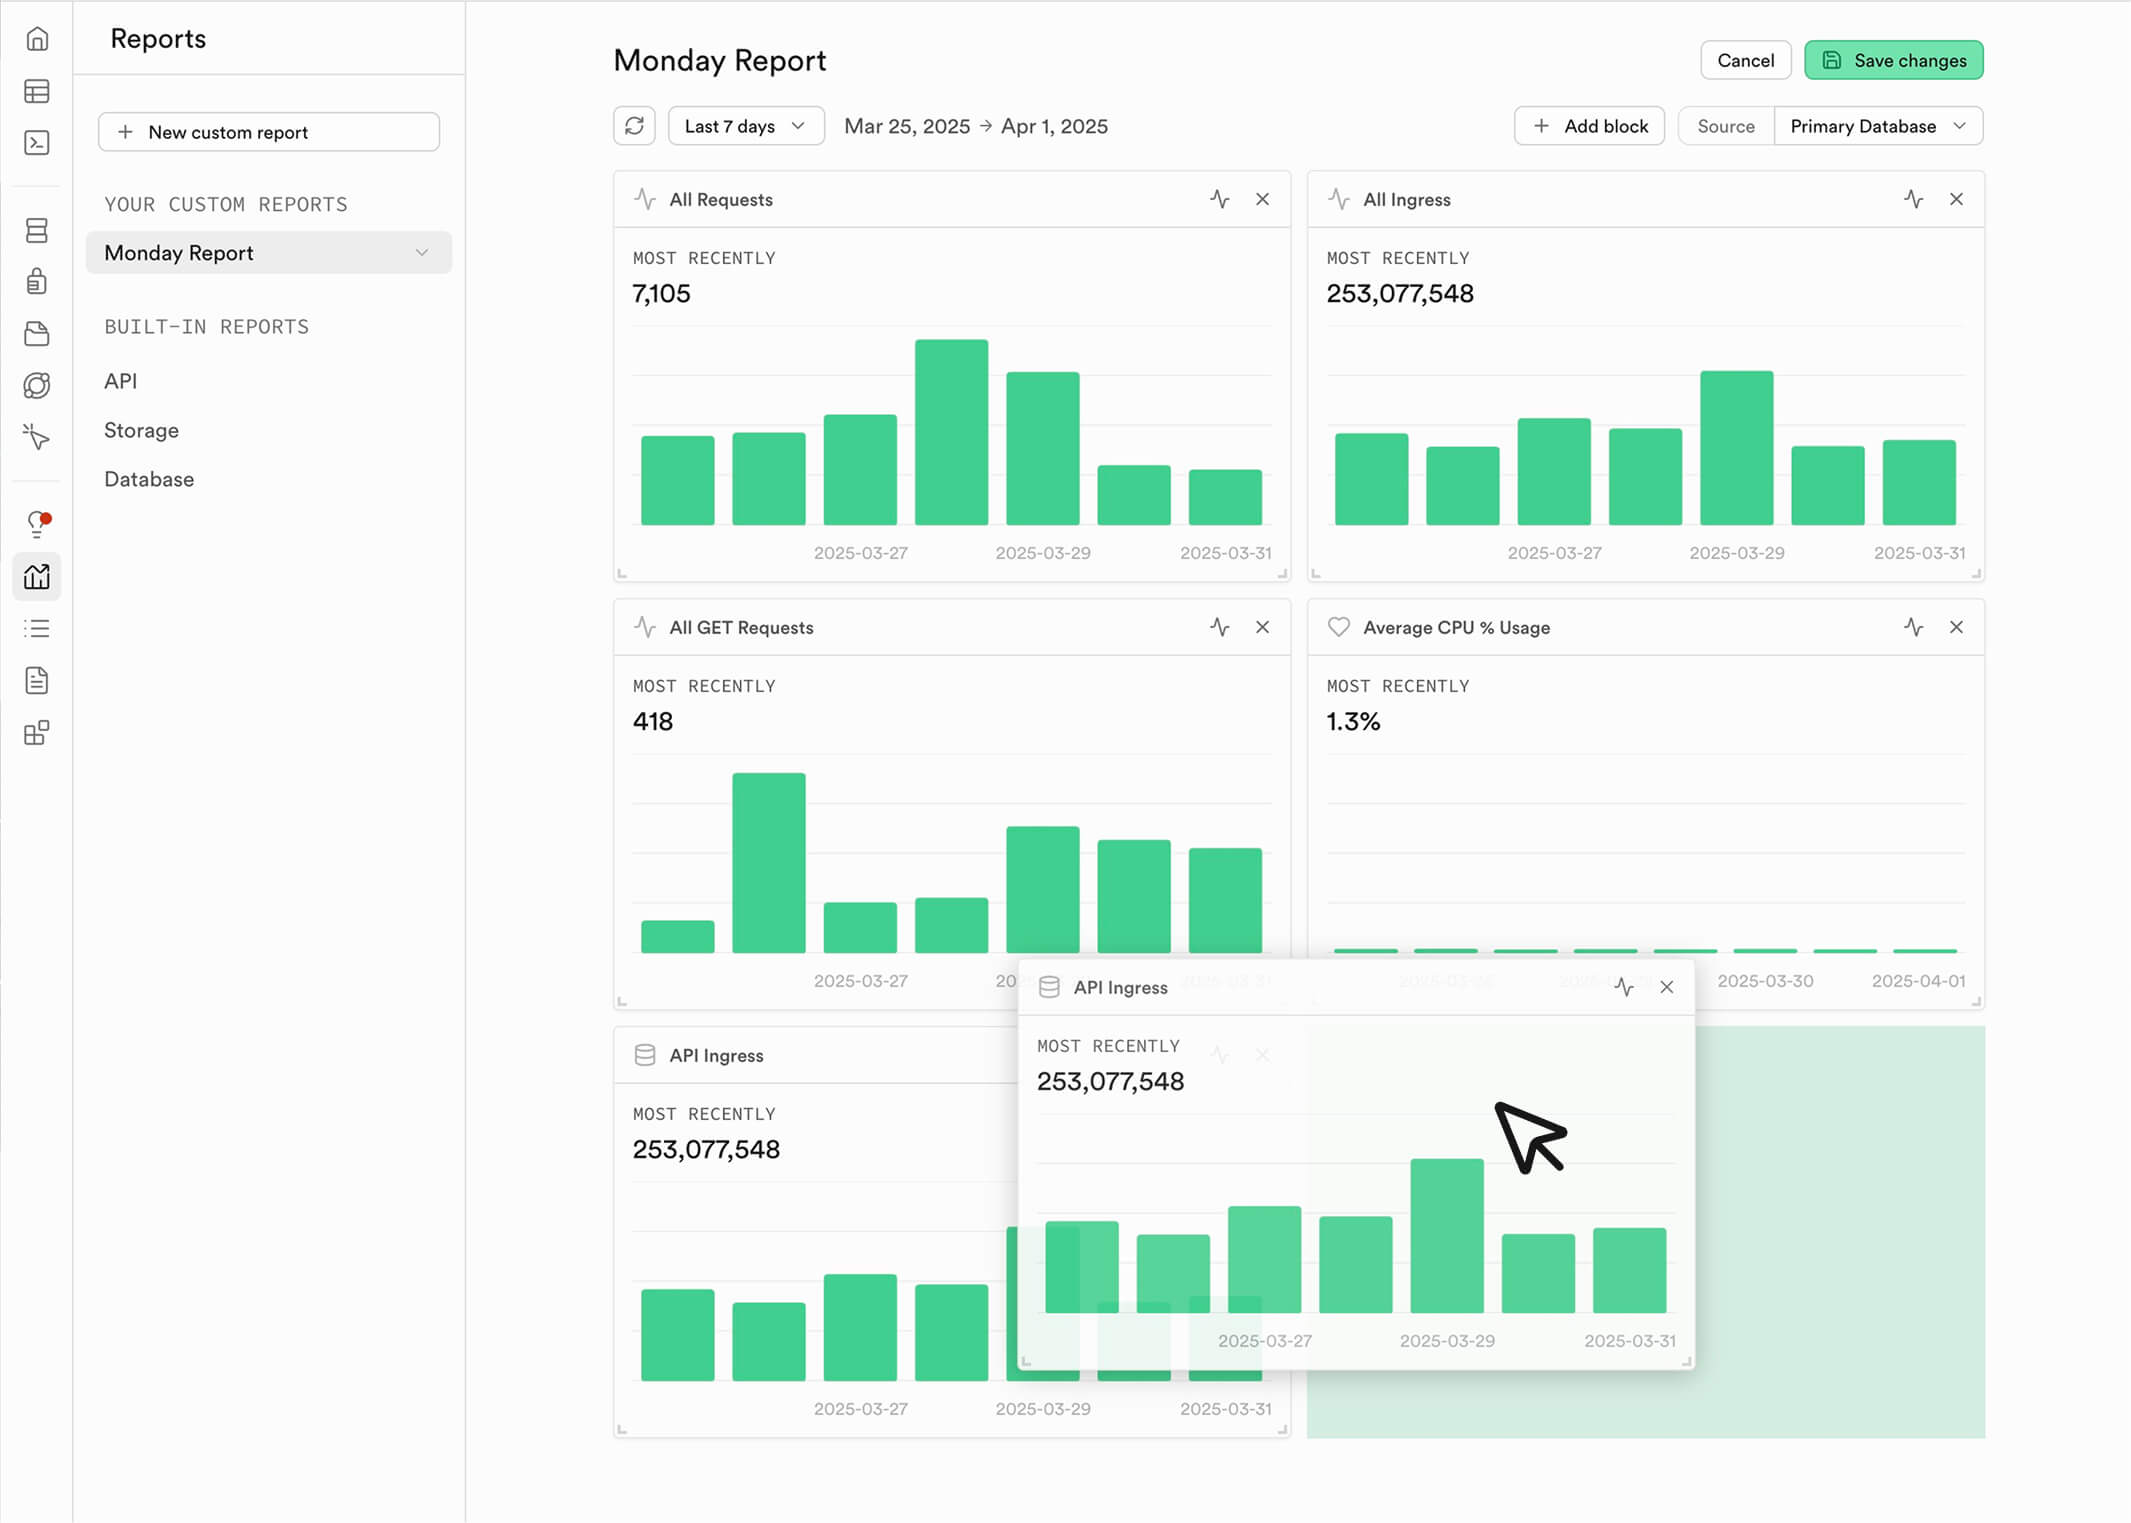 Reports
New custom report
YOUR CUSTOM REPORTS
Monday Report
BUILT-IN REPORTS
API
Storage
Database
Monday Report
Cancel
Save changes
Last 7 days
Mar 25, 2025 → Apr 1, 2025
Add block
Source
Primary Database
All Requests
MOST RECENTLY
7,105
2025-03-27 2025-03-29 2025-03-31
All Ingress
MOST RECENTLY
253,077,548
2025-03-27 2025-03-29 2025-03-31
All GET Requests
MOST RECENTLY
418
2025-03-27 20 2025-03-31
Average CPU % Usage
MOST RECENTLY
1.3%
2025-03-30 2025-04-01
API Ingress
MOST RECENTLY
253,077,548
2025-03-27 2025-03-29 2025-03-31
API Ingress
MOST RECENTLY
253,077,548
2025-03-27 2025-03-29 2025-03-31